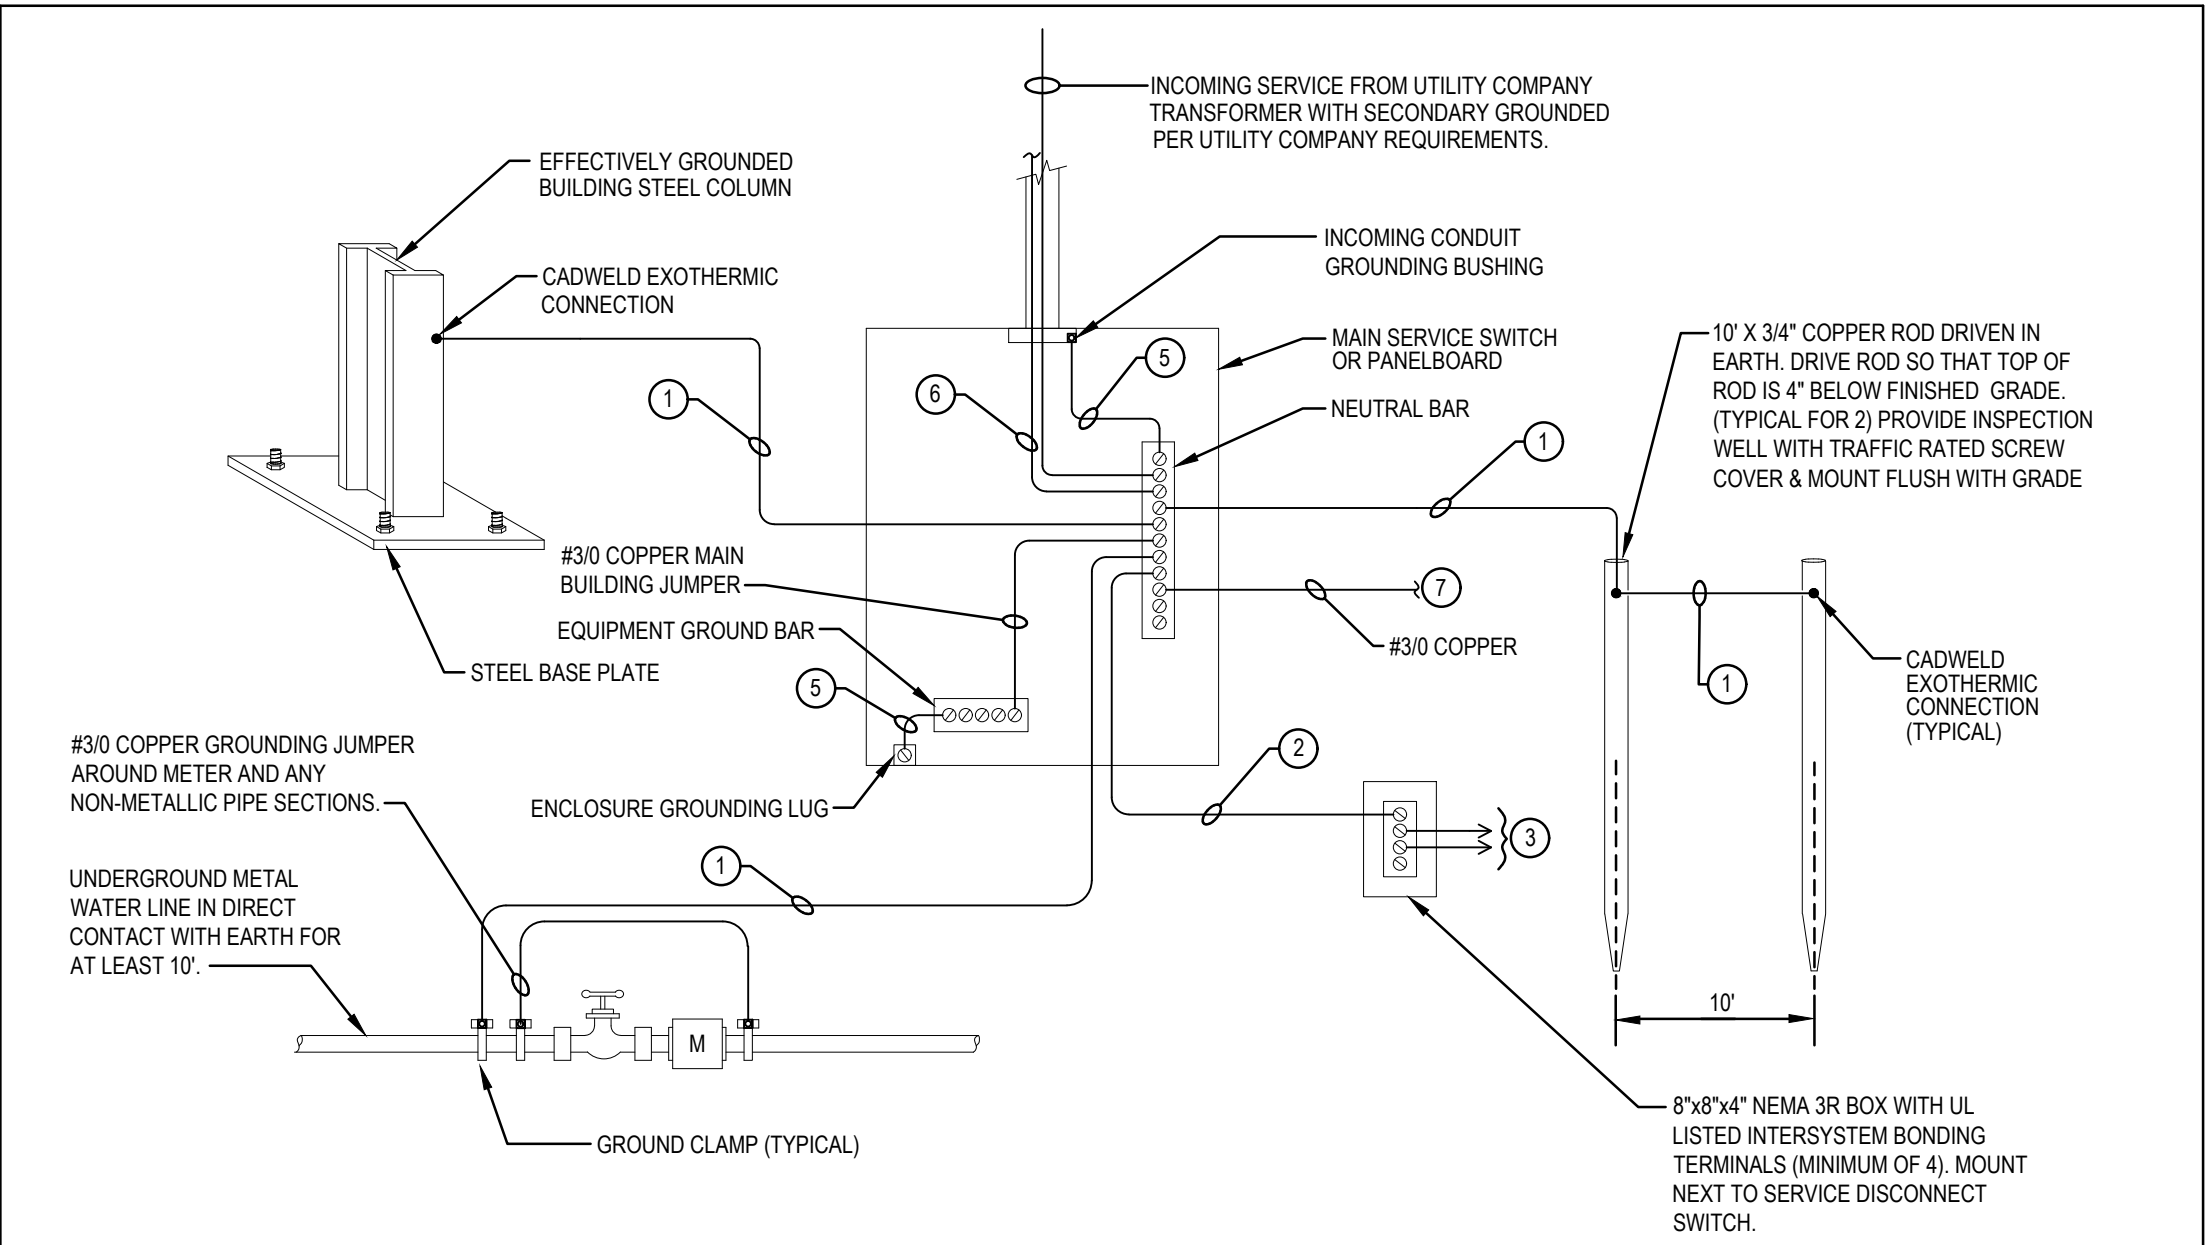 INCOMING SERVICE FROM UTILITY COMPANY
TRANSFORMER WITH SECONDARY GROUNDED
PER UTILITY COMPANY REQUIREMENTS.
EFFECTIVELY GROUNDED
BUILDING STEEL COLUMN
CADWELD EXOTHERMIC
CONNECTION
INCOMING CONDUIT
GROUNDING BUSHING
MAIN SERVICE SWITCH
OR PANELBOARD
NEUTRAL BAR
10' X 3/4" COPPER ROD DRIVEN IN
EARTH. DRIVE ROD SO THAT TOP OF
ROD IS 4" BELOW FINISHED GRADE.
(TYPICAL FOR 2) PROVIDE INSPECTION
WELL WITH TRAFFIC RATED SCREW
COVER & MOUNT FLUSH WITH GRADE
5
6
1
1
#3/0 COPPER MAIN
BUILDING JUMPER
EQUIPMENT GROUND BAR
STEEL BASE PLATE
7
#3/0 COPPER
1
CADWELD
EXOTHERMIC
CONNECTION
(TYPICAL)
5
2
3
#3/0 COPPER GROUNDING JUMPER
AROUND METER AND ANY
NON-METALLIC PIPE SECTIONS.
ENCLOSURE GROUNDING LUG
1
UNDERGROUND METAL
WATER LINE IN DIRECT
CONTACT WITH EARTH FOR
AT LEAST 10'.
M
10'
GROUND CLAMP (TYPICAL)
8"x8"x4" NEMA 3R BOX WITH UL
LISTED INTERSYSTEM BONDING
TERMINALS (MINIMUM OF 4). MOUNT
NEXT TO SERVICE DISCONNECT
SWITCH.